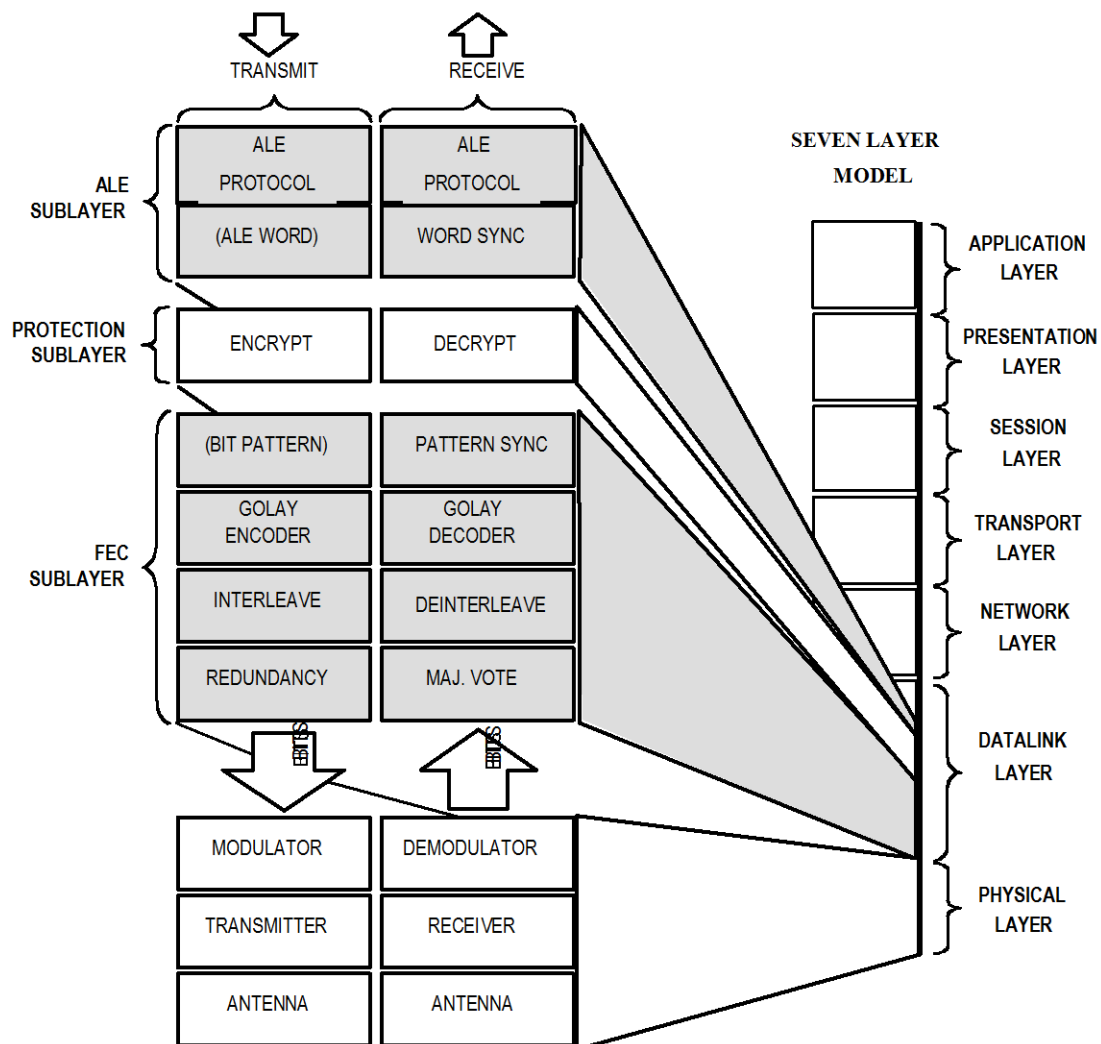 TRANSMIT
RECEIVE
ALE
SUBLAYER
ALE
PROTOCOL
ALE
PROTOCOL
(ALE WORD)
WORD SYNC
PROTECTION
SUBLAYER
ENCRYPT
DECRYPT
FEC
SUBLAYER
(BIT PATTERN)
PATTERN SYNC
GOLAY
ENCODER
GOLAY
DECODER
INTERLEAVE
DEINTERLEAVE
REDUNDANCY
MAJ. VOTE
MODULATOR
DEMODULATOR
TRANSMITTER
RECEIVER
ANTENNA
ANTENNA
SEVEN LAYER
MODEL
APPLICATION
LAYER
PRESENTATION
LAYER
SESSION
LAYER
TRANSPORT
LAYER
NETWORK
LAYER
DATALINK
LAYER
PHYSICAL
LAYER